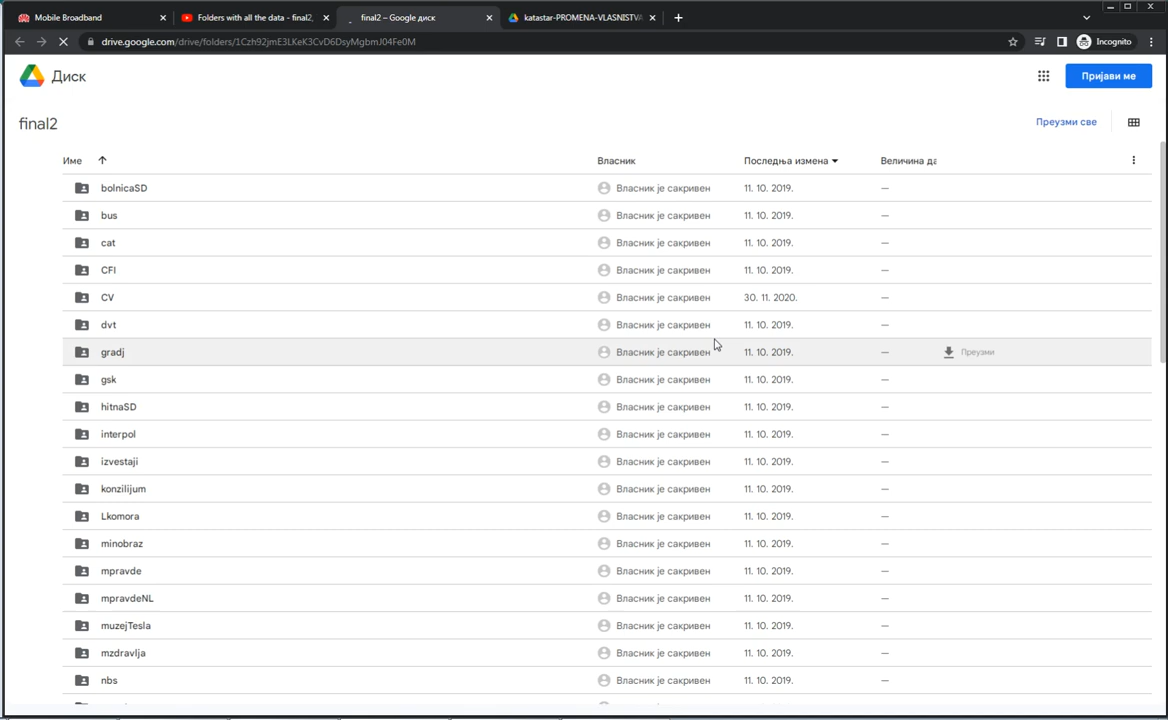 Mobile Broadband
Folders with all the data - final2,
final2 – Google диск
katastar-PROMENA-VLASNISTVA
drive.google.com/drive/folders/1Czh92jmE3LKeK3CvD6DsyMgbmJ04Fe0M
Incognito
Диск
Пријави ме
final2
Преузми све
Име Власник Последња измена Величина да
bolnicaSD Власник је сакривен 11. 10. 2019. —
bus Власник је сакривен 11. 10. 2019. —
cat Власник је сакривен 11. 10. 2019. —
CFI Власник је сакривен 11. 10. 2019. —
CV Власник је сакривен 30. 11. 2020. —
dvt Власник је сакривен 11. 10. 2019. —
gradj Власник је сакривен 11. 10. 2019. — Преузми
gsk Власник је сакривен 11. 10. 2019. —
hitnaSD Власник је сакривен 11. 10. 2019. —
interpol Власник је сакривен 11. 10. 2019. —
izvestaji Власник је сакривен 11. 10. 2019. —
konzilijum Власник је сакривен 11. 10. 2019. —
Lkomora Власник је сакривен 11. 10. 2019. —
minobraz Власник је сакривен 11. 10. 2019. —
mpravde Власник је сакривен 11. 10. 2019. —
mpravdeNL Власник је сакривен 11. 10. 2019. —
muzejTesla Власник је сакривен 11. 10. 2019. —
mzdravlja Власник је сакривен 11. 10. 2019. —
nbs Власник је сакривен 11. 10. 2019. —